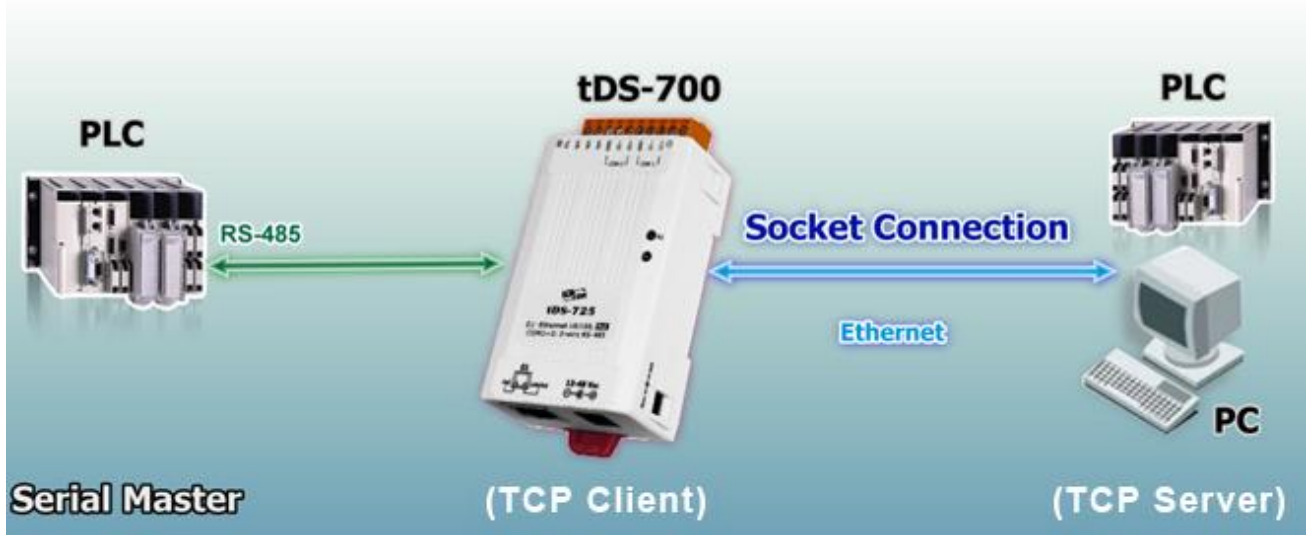 tDS-700
PLC
PLC
RS-485
Socket Connection
Ethernet
tDS-725
PC
Serial Master
(TCP Client)
(TCP Server)